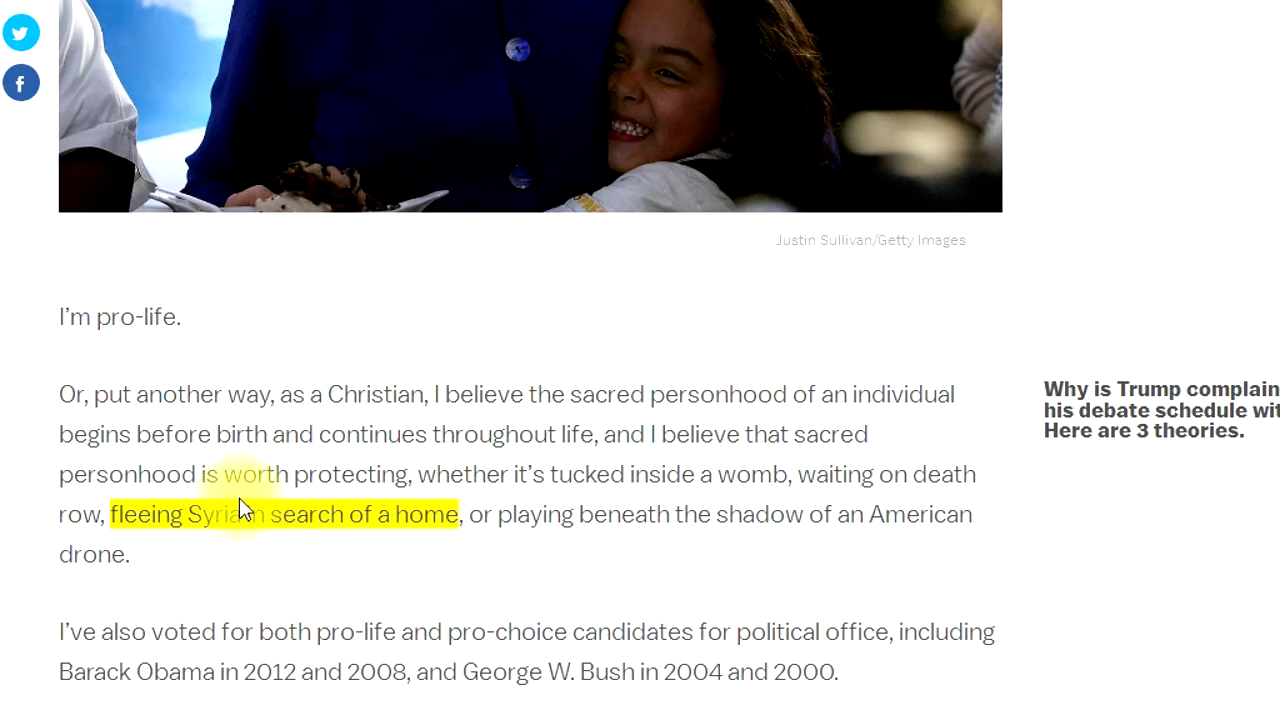 Justin Sullivan/Getty Images
I'm pro-life.
Or, put another way, as a Christian, I believe the sacred personhood of an individual
begins before birth and continues throughout life, and I believe that sacred
personhood is worth protecting, whether it's tucked inside a womb, waiting on death
row, fleeing Syria in search of a home, or playing beneath the shadow of an American
drone.
I've also voted for both pro-life and pro-choice candidates for political office, including
Barack Obama in 2012 and 2008, and George W. Bush in 2004 and 2000.
Why is Trump complain
his debate schedule wit
Here are 3 theories.